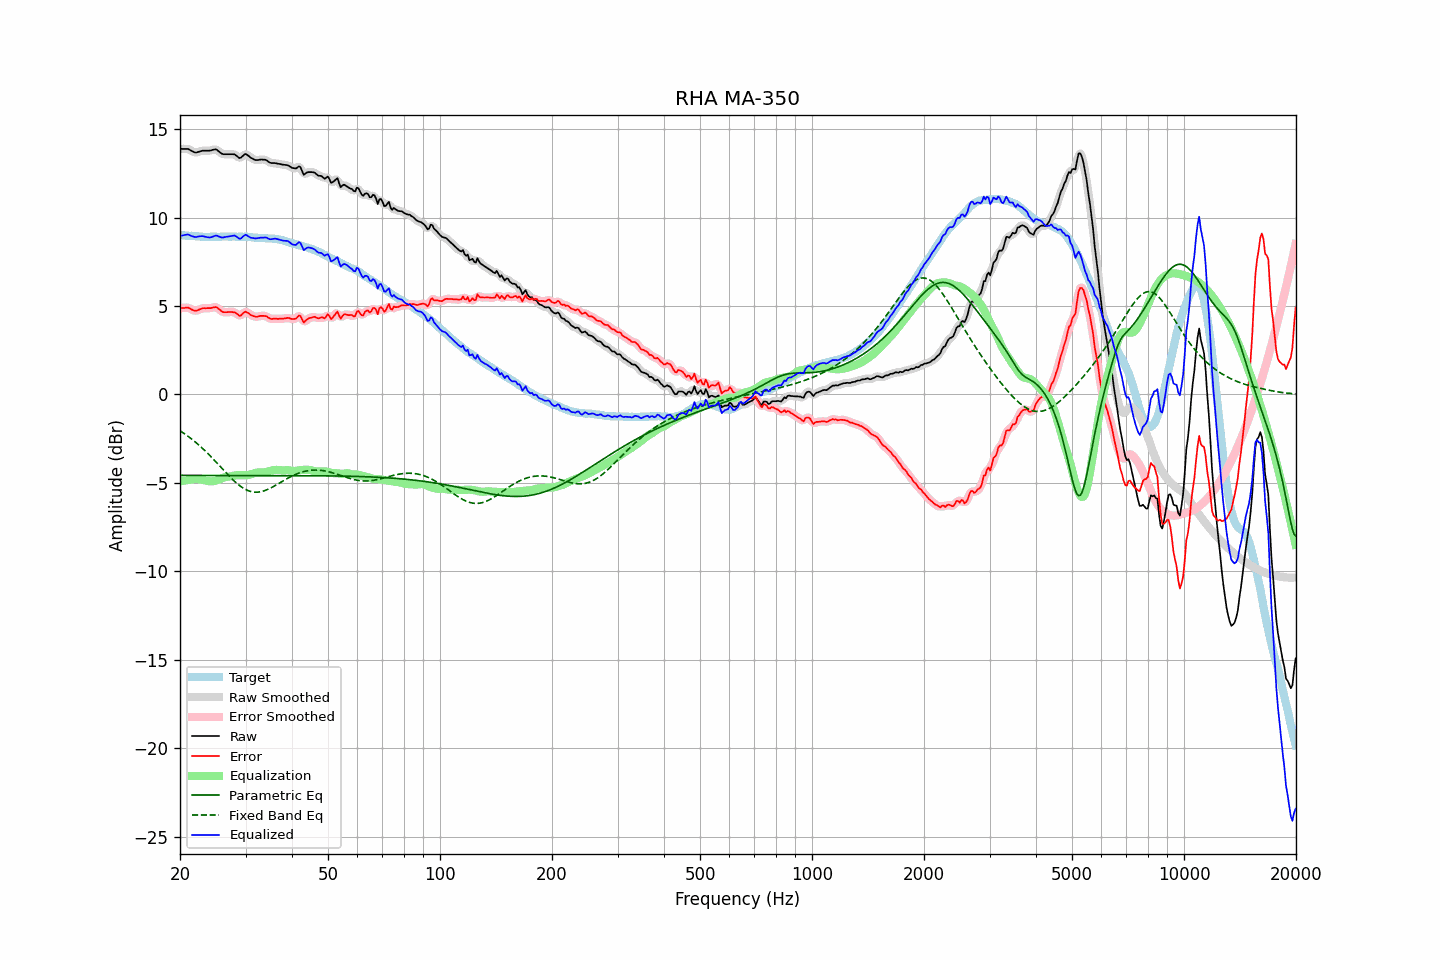 RHA MA-350
Amplitude (dBr)
15
10
5
0
−5
−10
−15
−20
−25
Target
Raw Smoothed
Error Smoothed
Raw
Error
Equalization
Parametric Eq
Fixed Band Eq
Equalized
20 50 100 200 500 1000 2000 5000 10000 20000
Frequency (Hz)